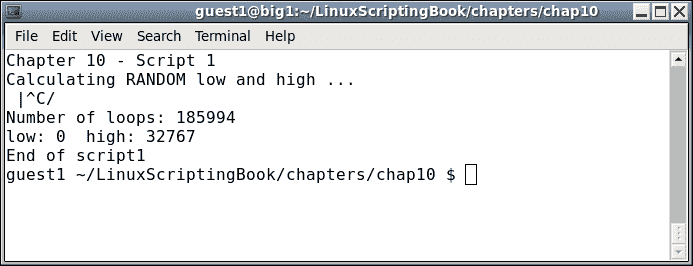 guest1@big1:~/LinuxScriptingBook/chapters/chap10
File Edit View Search Terminal Help
Chapter 10 - Script 1
Calculating RANDOM low and high ...
 |^C/
Number of loops: 185994
low: 0  high: 32767
End of script1
guest1 ~/LinuxScriptingBook/chapters/chap10 $